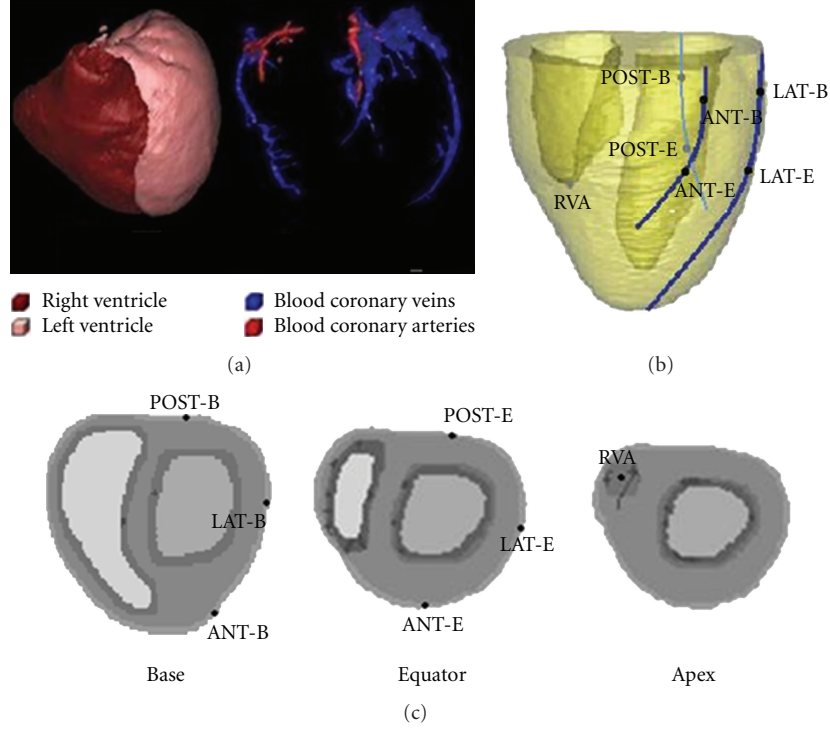 Right ventricle
Left ventricle
Blood coronary veins
Blood coronary arteries
(a)
POST-B
LAT-B
ANT-B
POST-E
LAT-E
ANT-E
RVA
(b)
POST-B
LAT-B
ANT-B
Base
POST-E
LAT-E
ANT-E
Equator
RVA
Apex
(c)